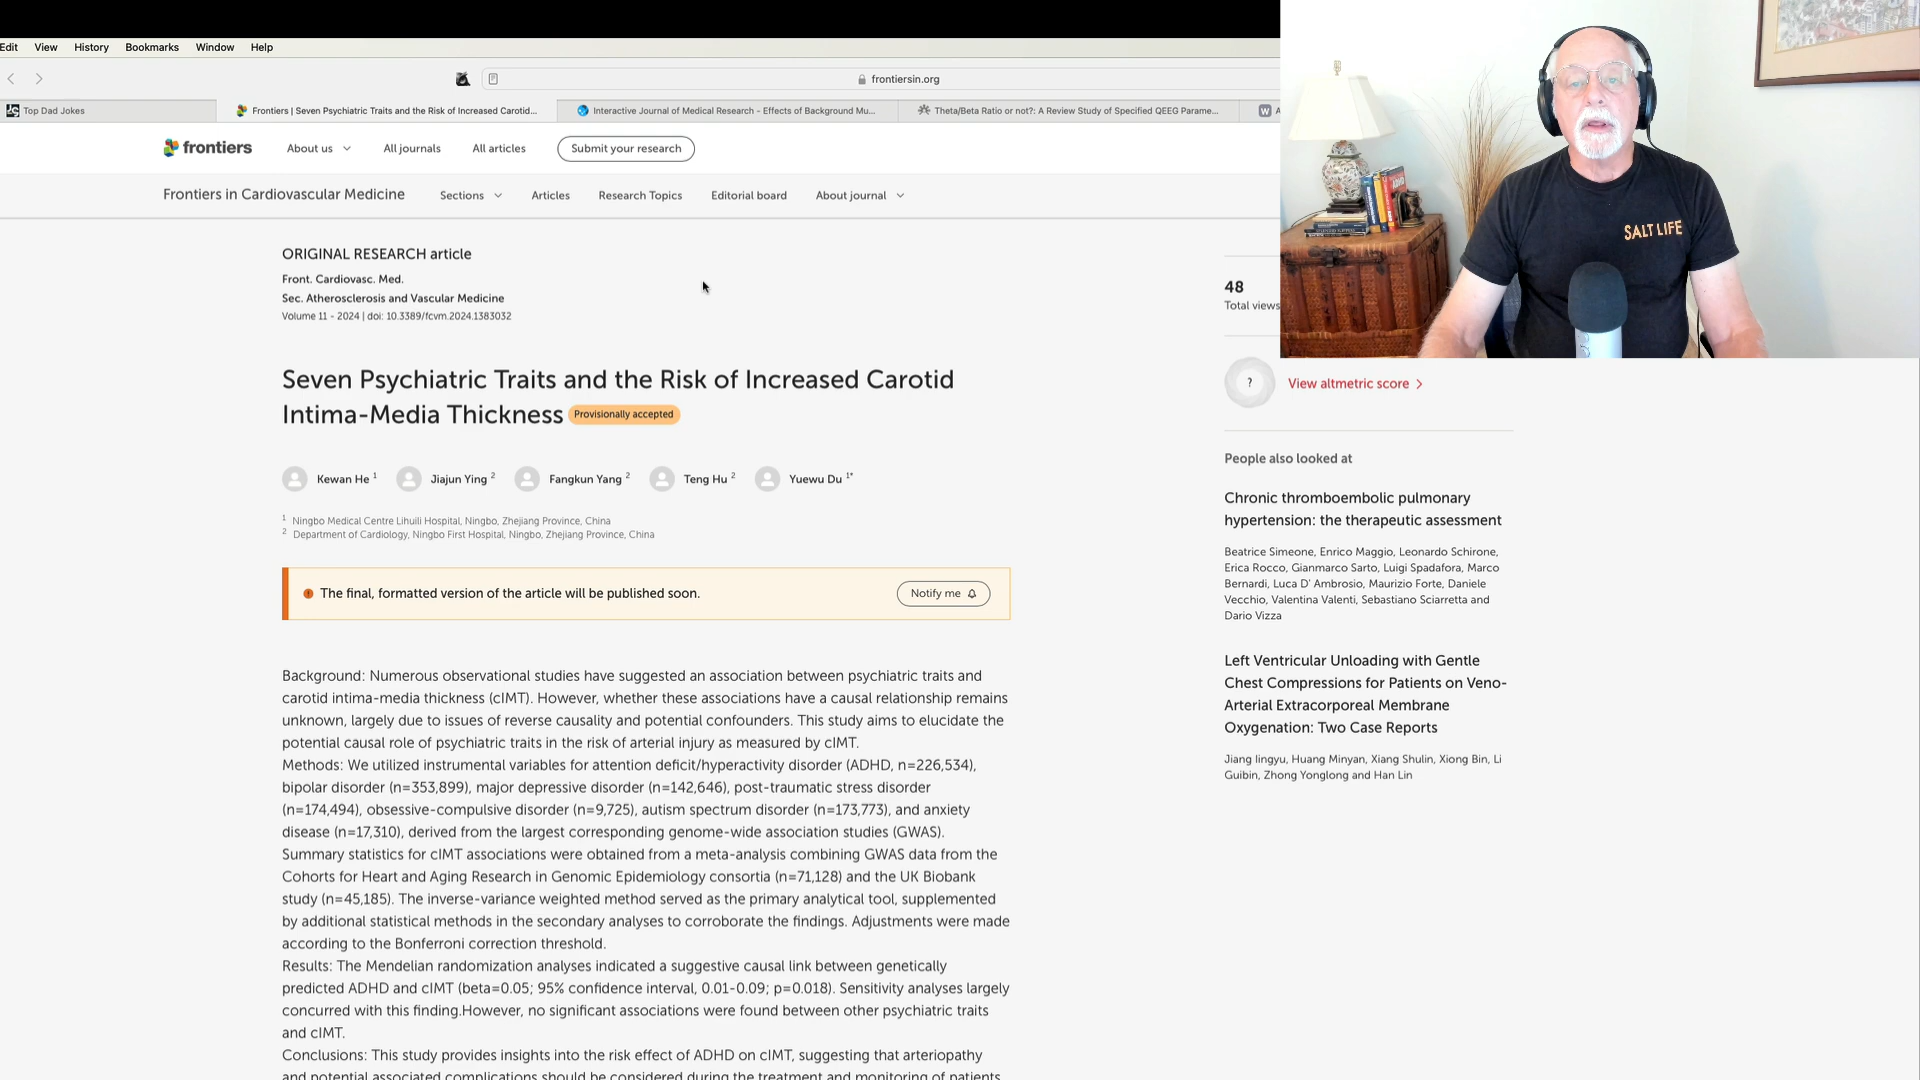 Edit View History Bookmarks Window Help
frontiersin.org
Top Dad Jokes
Frontiers | Seven Psychiatric Traits and the Risk of Increased Carotid...
Interactive Journal of Medical Research - Effects of Background Mu...
Theta/Beta Ratio or not?: A Review Study of Specified QEEG Parame...
W A
frontiers
About us
All journals
All articles
Submit your research
Frontiers in Cardiovascular Medicine
Sections
Articles
Research Topics
Editorial board
About journal
SALT LIFE
ORIGINAL RESEARCH article
Front. Cardiovasc. Med.
Sec. Atherosclerosis and Vascular Medicine
Volume 11 - 2024 | doi: 10.3389/fcvm.2024.1383032
Seven Psychiatric Traits and the Risk of Increased Carotid
Intima-Media Thickness Provisionally accepted
Kewan He 1 Jiajun Ying 2 Fangkun Yang 2 Teng Hu 2 Yuewu Du 1*
1 Ningbo Medical Centre Lihuili Hospital, Ningbo, Zhejiang Province, China
2 Department of Cardiology, Ningbo First Hospital, Ningbo, Zhejiang Province, China
The final, formatted version of the article will be published soon.
Notify me
Background: Numerous observational studies have suggested an association between psychiatric traits and
carotid intima-media thickness (cIMT). However, whether these associations have a causal relationship remains
unknown, largely due to issues of reverse causality and potential confounders. This study aims to elucidate the
potential causal role of psychiatric traits in the risk of arterial injury as measured by cIMT.
Methods: We utilized instrumental variables for attention deficit/hyperactivity disorder (ADHD, n=226,534),
bipolar disorder (n=353,899), major depressive disorder (n=142,646), post-traumatic stress disorder
(n=174,494), obsessive-compulsive disorder (n=9,725), autism spectrum disorder (n=173,773), and anxiety
disease (n=17,310), derived from the largest corresponding genome-wide association studies (GWAS).
Summary statistics for cIMT associations were obtained from a meta-analysis combining GWAS data from the
Cohorts for Heart and Aging Research in Genomic Epidemiology consortia (n=71,128) and the UK Biobank
study (n=45,185). The inverse-variance weighted method served as the primary analytical tool, supplemented
by additional statistical methods in the secondary analyses to corroborate the findings. Adjustments were made
according to the Bonferroni correction threshold.
Results: The Mendelian randomization analyses indicated a suggestive causal link between genetically
predicted ADHD and cIMT (beta=0.05; 95% confidence interval, 0.01-0.09; p=0.018). Sensitivity analyses largely
concurred with this finding.However, no significant associations were found between other psychiatric traits
and cIMT.
Conclusions: This study provides insights into the risk effect of ADHD on cIMT, suggesting that arteriopathy
and potential associated complications should be considered during the treatment and monitoring of patients
48
Total views
?
View altmetric score
People also looked at
Chronic thromboembolic pulmonary
hypertension: the therapeutic assessment
Beatrice Simeone, Enrico Maggio, Leonardo Schirone,
Erica Rocco, Gianmarco Sarto, Luigi Spadafora, Marco
Bernardi, Luca D' Ambrosio, Maurizio Forte, Daniele
Vecchio, Valentina Valenti, Sebastiano Sciarretta and
Dario Vizza
Left Ventricular Unloading with Gentle
Chest Compressions for Patients on Veno-
Arterial Extracorporeal Membrane
Oxygenation: Two Case Reports
Jiang Iingyu, Huang Minyan, Xiang Shulin, Xiong Bin, Li
Guibin, Zhong Yonglong and Han Lin